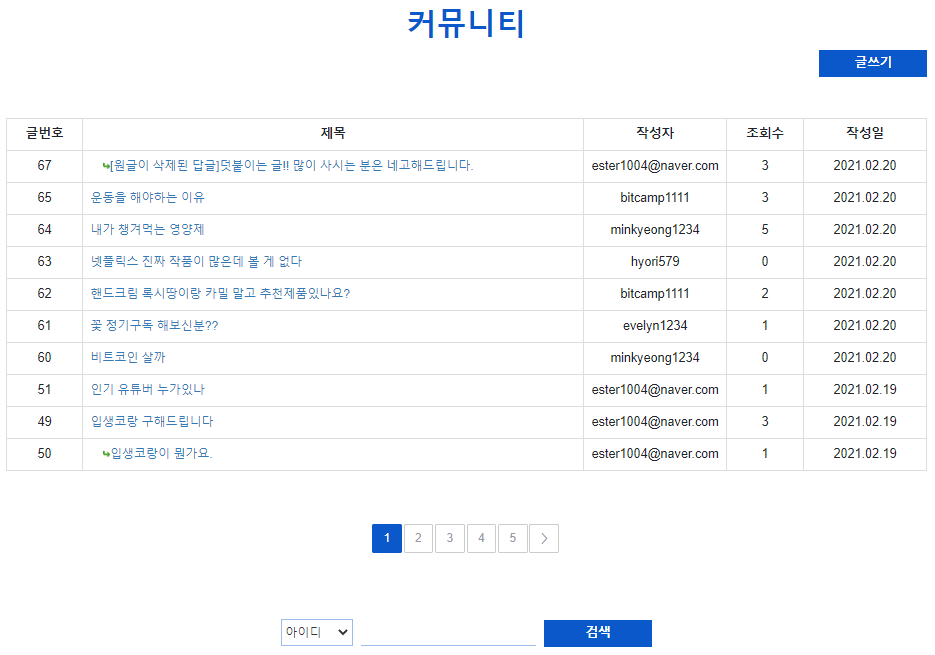 커뮤니티
글쓰기
글번호 제목 작성자 조회수 작성일
67 [원글이 삭제된 답글]덧붙이는 글!! 많이 사시는 분은 네고해드립니다. ester1004@naver.com 3 2021.02.20
65 운동을 해야하는 이유 bitcamp1111 3 2021.02.20
64 내가 챙겨먹는 영양제 minkyeong1234 5 2021.02.20
63 넷플릭스 진짜 작품이 많은데 볼 게 없다 hyori579 0 2021.02.20
62 핸드크림 록시땅이랑 카밀 말고 추천제품있나요? bitcamp1111 2 2021.02.20
61 꽃 정기구독 해보신분?? evelyn1234 1 2021.02.20
60 비트코인 살까 minkyeong1234 0 2021.02.20
51 인기 유튜버 누가있나 ester1004@naver.com 1 2021.02.19
49 입생코랑 구해드립니다 ester1004@naver.com 3 2021.02.19
50 입생코랑이 뭔가요. ester1004@naver.com 1 2021.02.19
1 2 3 4 5 >
아이디 검색